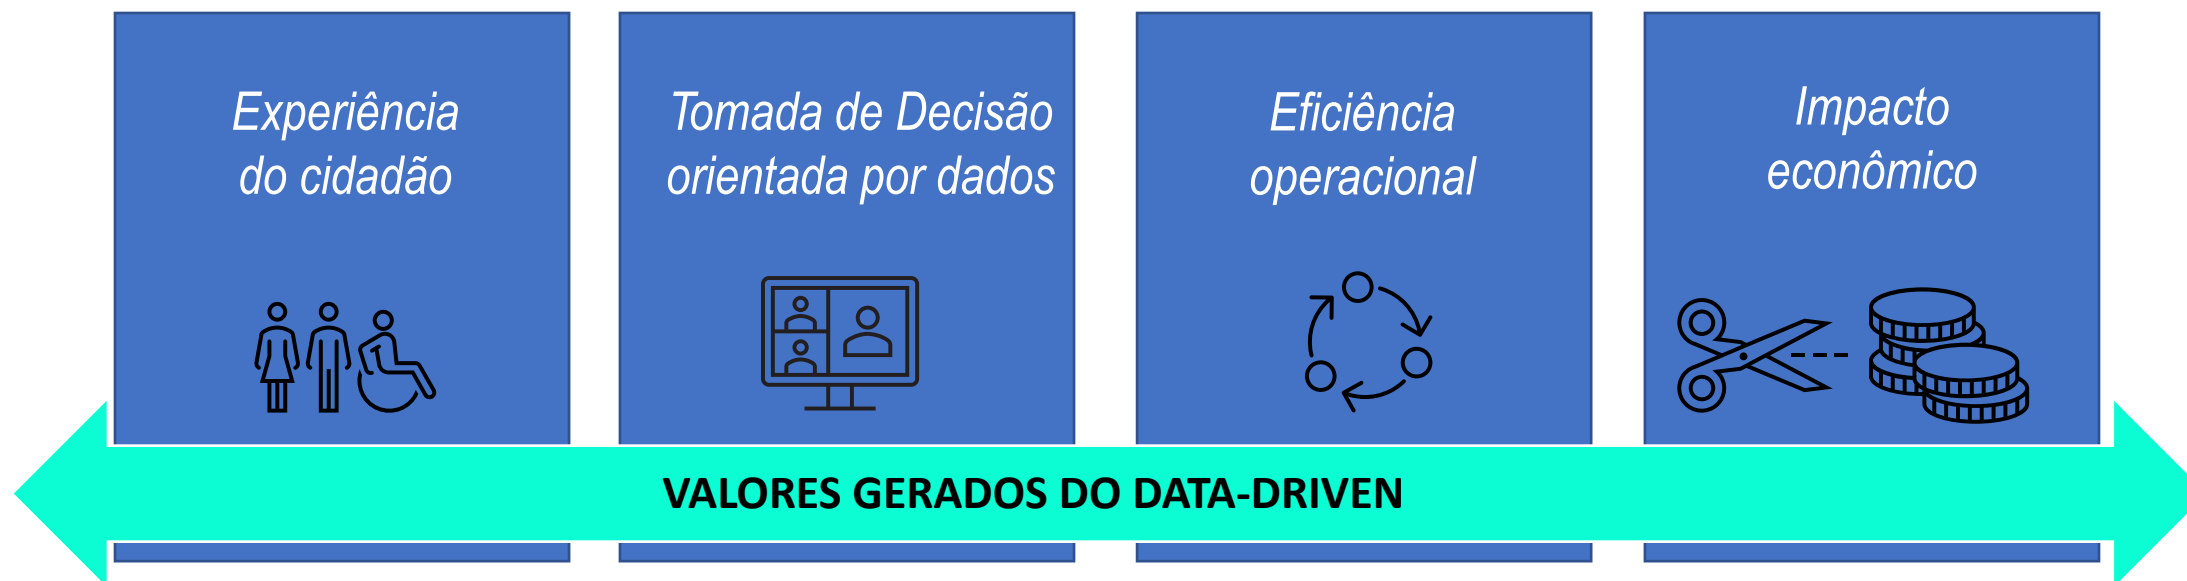 Experiência
do cidadão
Tomada de Decisão
orientada por dados
Eficiência
operacional
Impacto
econômico
VALORES GERADOS DO DATA-DRIVEN